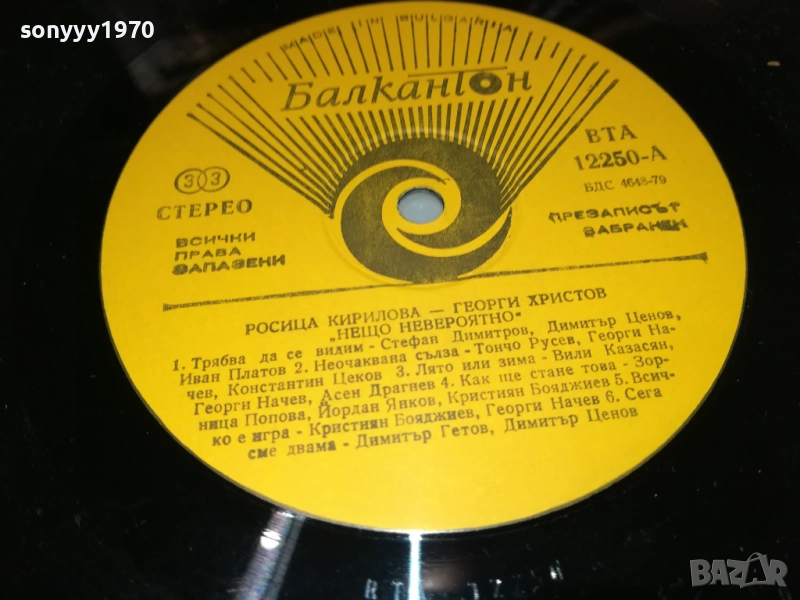 sonyyy1970
MADE IN BULGARIA
Балкантон
ВТА
12250-А
БДС 4648-79
33
СТЕРЕО
ВСИЧКИ
ПРАВА
ЗАПАЗЕНИ
ПРЕЗАПИСЪТ
ЗАБРАНЕН
РОСИЦА КИРИЛОВА — ГЕОРГИ ХРИСТОВ
„НЕЩО НЕВЕРОЯТНО“
1. Трябва да се видим - Стефан Димитров, Димитър Ценов,
Иван Платов 2. Неочаквана сълза - Тончо Русев, Георги На-
чев, Константин Цеков 3. Лято или зима - Вили Казасян,
Георги Начев, Асен Драгнев 4. Как ще стане това - Зор-
ница Попова, Йордан Янков, Кристиян Бояджиев 5. Всич-
ко е игра - Кристиян Бояджиев, Георги Начев 6. Сега
сме двама - Димитър Гетов, Димитър Ценов
BAZAR